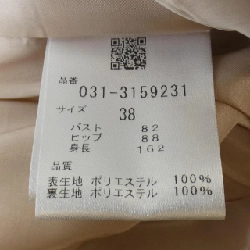 品番
031-3159231
サイズ
38
バスト 82
ヒップ 88
身長 162
品質
表生地 ポリエステル 100%
裏生地 ポリエステル 100%